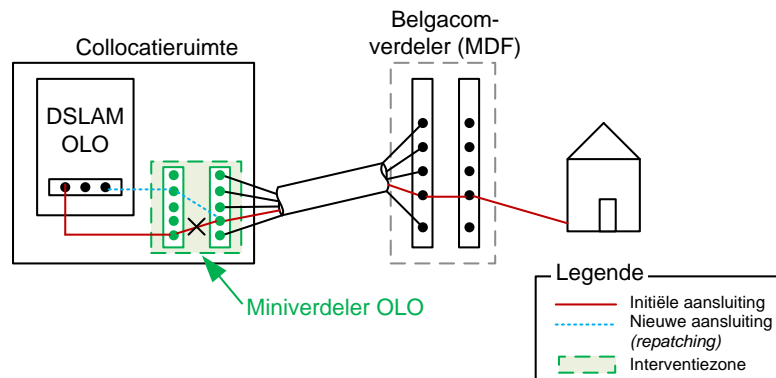 Collocatieruimte
Belgacom-
verdeler (MDF)
DSLAM
OLO
Miniverdeler OLO
Legende
Initiële aansluiting
Nieuwe aansluiting
(repatching)
Interventiezone